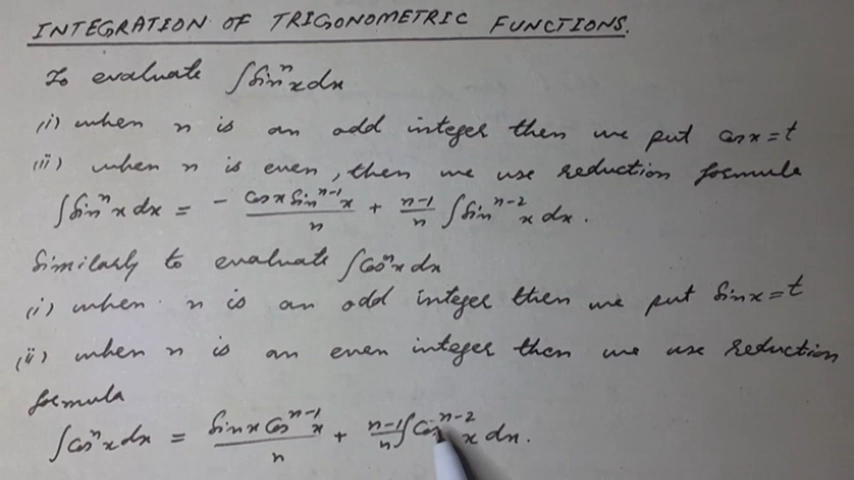 INTEGRATION OF TRIGONOMETRIC FUNCTIONS.
To evaluate ∫Sinⁿx dx
(i) when n is an odd integer then we put cos x = t
(ii) when n is even, then we use reduction formula
∫Sinⁿx dx = - (cos x Sinⁿ⁻¹x)/n + (n-1)/n ∫Sinⁿ⁻²x dx.
Similarly to evaluate ∫Cosⁿx dx
(i) when n is an odd integer then we put Sin x = t
(ii) when n is an even integer then we use reduction
formula
∫Cosⁿx dx = (Sin x Cosⁿ⁻¹x)/n + (n-1)/n ∫Cosⁿ⁻²x dx.